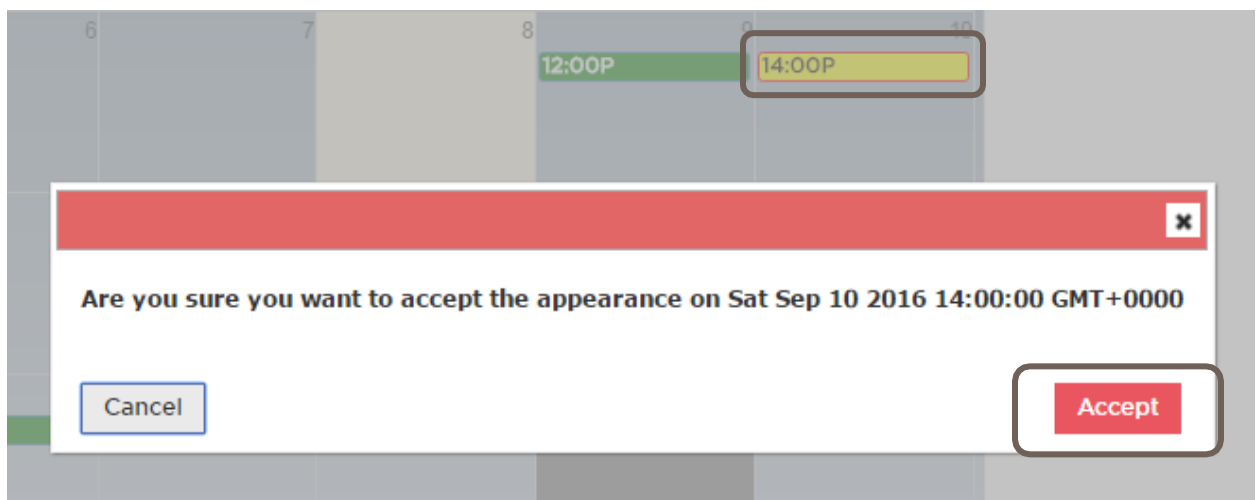 6 7 8 9 10
12:00P 14:00P
Are you sure you want to accept the appearance on Sat Sep 10 2016 14:00:00 GMT+0000
Cancel Accept